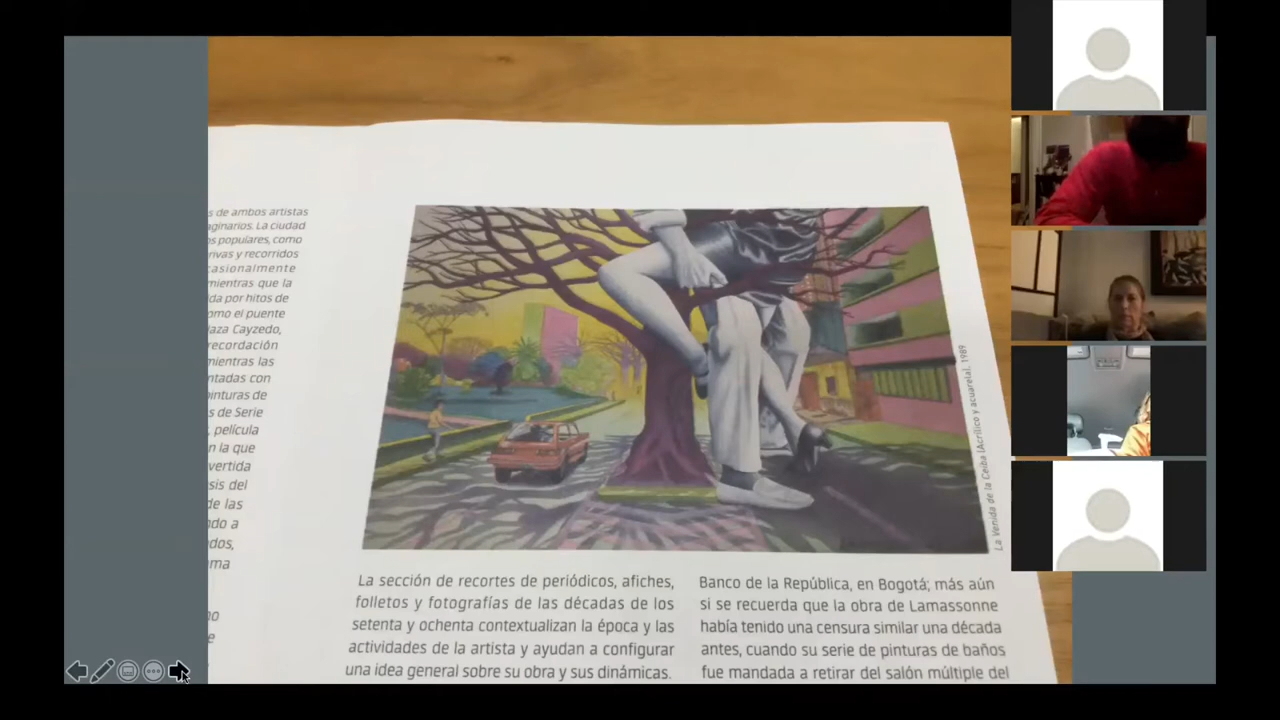 s de ambos artistas
aginarios. La ciudad
os populares, como
rivas y recorridos
casionalmente
mientras que la
da por hitos de
omo el puente
laza Cayzedo,
recordación
mientras las
ntadas con
pinturas de
s de Serie
, película
n la que
vertida
sis del
de las
ndo a
dos,
ama
no
e
La Venida de la Ceiba (Acrílico y acuarela), 1989
La sección de recortes de periódicos, afiches,
folletos y fotografías de las décadas de los
setenta y ochenta contextualizan la época y las
actividades de la artista y ayudan a configurar
una idea general sobre su obra y sus dinámicas.
Banco de la República, en Bogotá; más aún
si se recuerda que la obra de Lamassonne
había tenido una censura similar una década
antes, cuando su serie de pinturas de baños
fue mandada a retirar del salón múltiple del